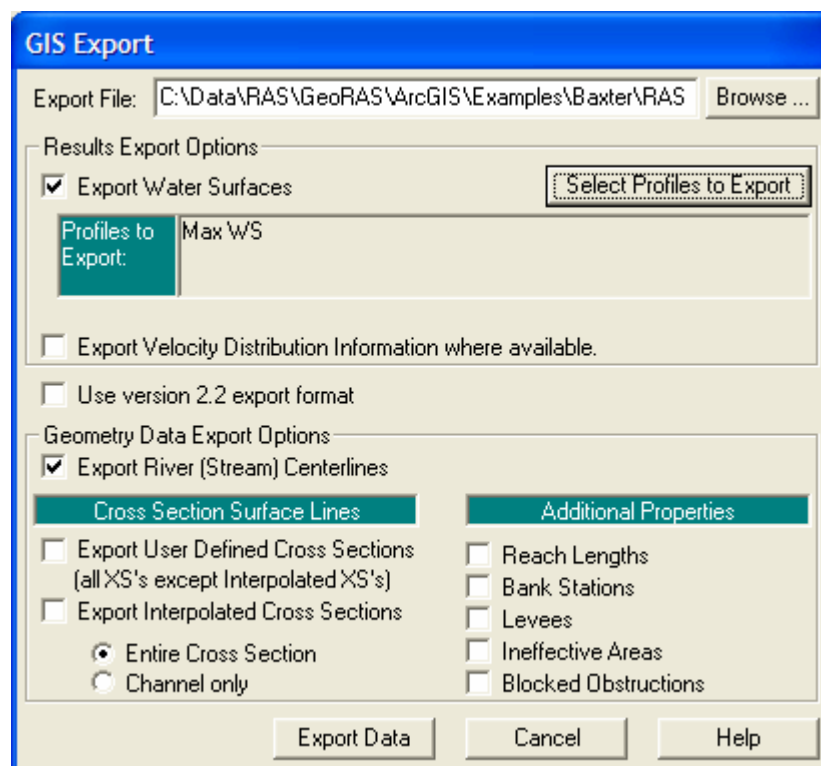 GIS Export
Export File: C:\Data\RAS\GeoRAS\ArcGIS\Examples\Baxter\RAS Browse ...
Results Export Options
Export Water Surfaces Select Profiles to Export
Profiles to Max WS
Export:
Export Velocity Distribution Information where available.
Use version 2.2 export format
Geometry Data Export Options
Export River (Stream) Centerlines
Cross Section Surface Lines
Export User Defined Cross Sections
(all XS's except Interpolated XS's)
Export Interpolated Cross Sections
Entire Cross Section
Channel only
Additional Properties
Reach Lengths
Bank Stations
Levees
Ineffective Areas
Blocked Obstructions
Export Data Cancel Help